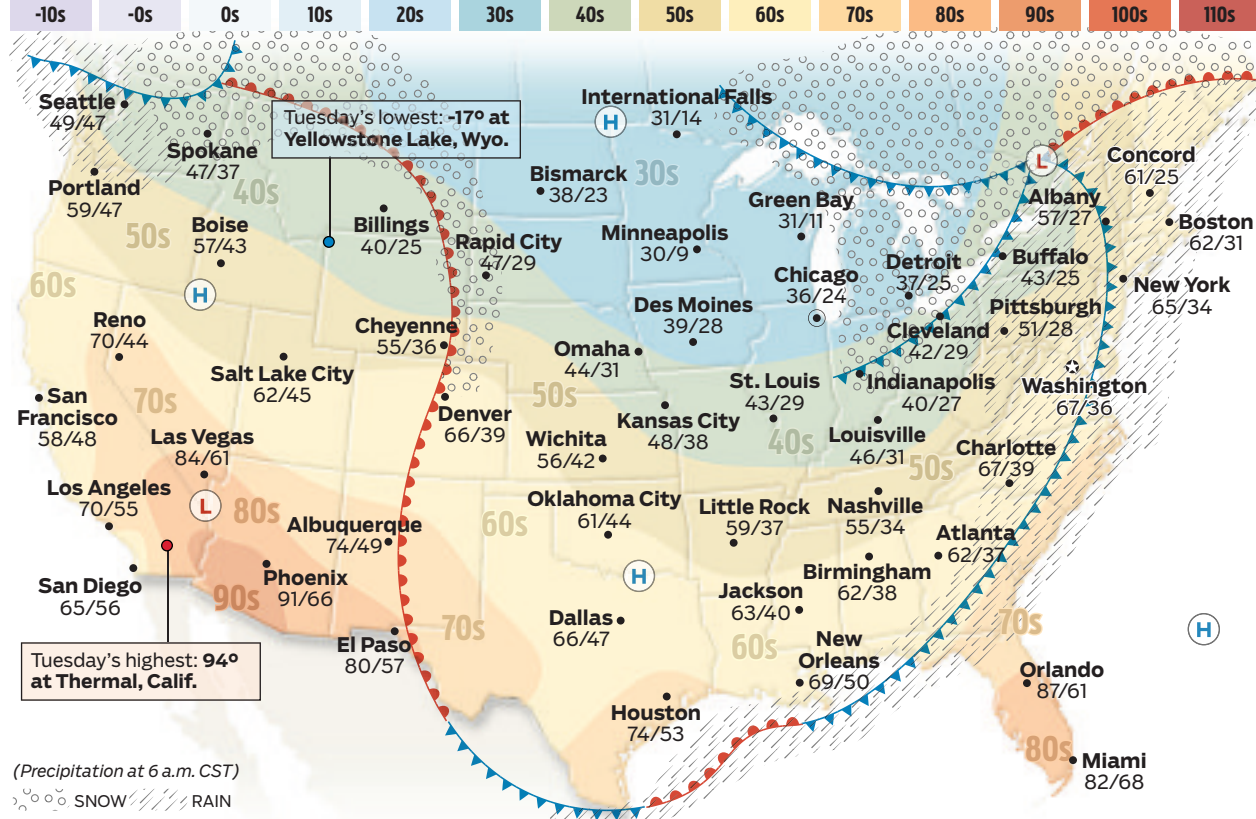 -10s -0s 0s 10s 20s 30s 40s 50s 60s 70s 80s 90s 100s 110s
Seattle
49/47
Spokane
47/37
Portland
59/47
Tuesday's lowest: -17º at
Yellowstone Lake, Wyo.
International Falls
31/14
H
Bismarck
38/23
30s
40s
50s
Boise
57/43
Billings
40/25
Rapid City
47/29
Minneapolis
30/9
Green Bay
31/11
Chicago
36/24
Detroit
37/25
L
Concord
61/25
Albany
57/27
Boston
62/31
Buffalo
43/25
New York
65/34
Pittsburgh
51/28
Cleveland
42/29
60s
H
Reno
70/44
Salt Lake City
62/45
Cheyenne
55/36
Des Moines
39/28
Omaha
44/31
St. Louis
43/29
Indianapolis
40/27
Washington
67/36
San
Francisco
58/48
70s
Las Vegas
84/61
Denver
66/39
50s
Kansas City
48/38
Wichita
56/42
40s
Louisville
46/31
50s
Charlotte
67/39
Los Angeles
70/55
L
80s
Albuquerque
74/49
60s
Oklahoma City
61/44
Little Rock
59/37
Nashville
55/34
Atlanta
62/37
San Diego
65/56
90s
Phoenix
91/66
H
Birmingham
62/38
Jackson
63/40
El Paso
80/57
70s
Dallas
66/47
60s
New
Orleans
69/50
70s
H
Tuesday's highest: 94º
at Thermal, Calif.
Houston
74/53
Orlando
87/61
80s
Miami
82/68
(Precipitation at 6 a.m. CST)
SNOW RAIN